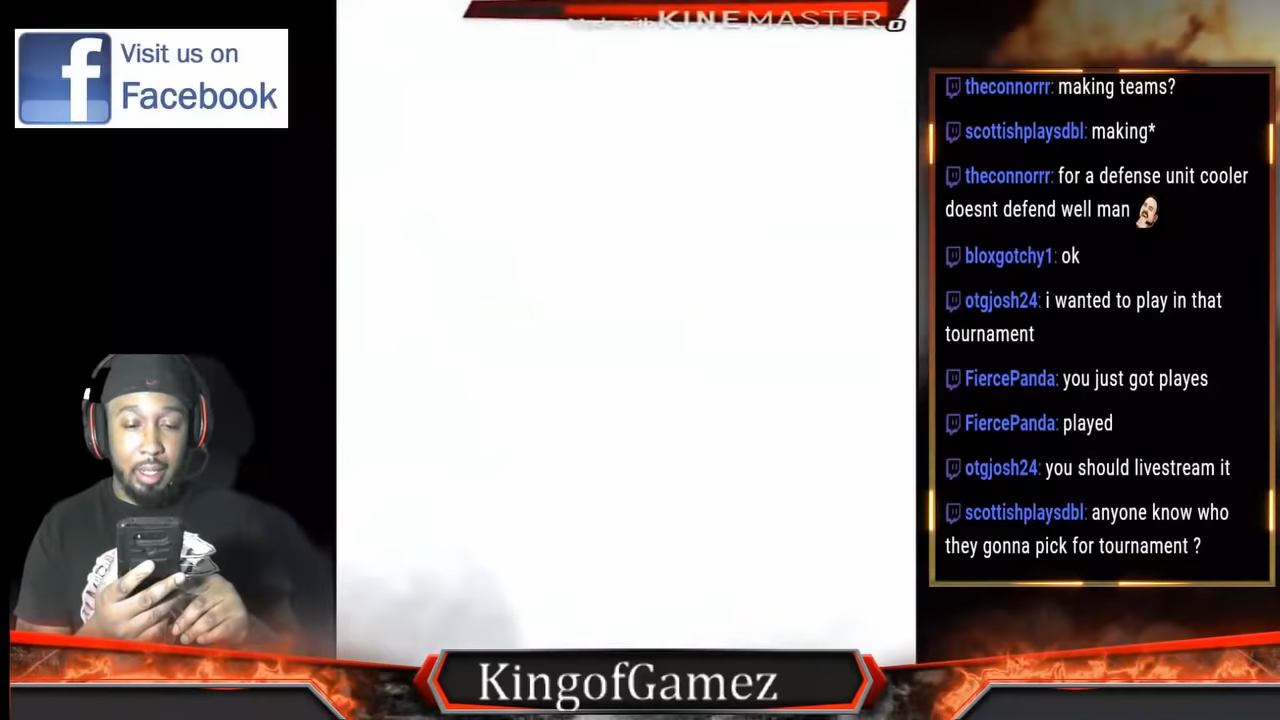 Visit us on
Facebook
Made with KINEMASTER
theconnorrr: making teams?
scottishplaysdbl: making*
theconnorrr: for a defense unit cooler
doesnt defend well man
bloxgotchy1: ok
otgjosh24: i wanted to play in that
tournament
FiercePanda: you just got playes
FiercePanda: played
otgjosh24: you should livestream it
scottishplaysdbl: anyone know who
they gonna pick for tournament ?
KingofGamez